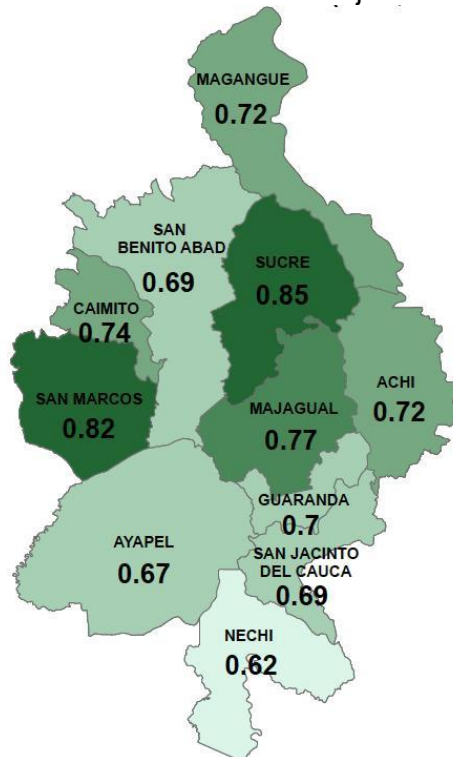 MAGANGUE
0.72
SAN
BENITO ABAD
0.69
SUCRE
0.85
CAIMITO
0.74
SAN MARCOS
0.82
MAJAGUAL
0.77
ACHI
0.72
GUARANDA
0.7
AYAPEL
0.67
SAN JACINTO
DEL CAUCA
0.69
NECHI
0.62